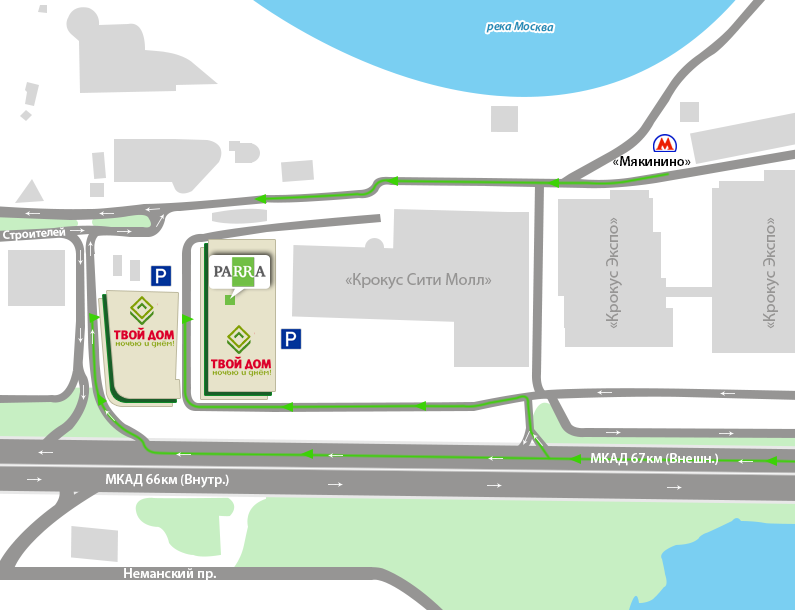 река Москва
М
«Мякинино»
Строителей
«Крокус Сити Молл»
«Крокус Экспо»
«Крокус Экспо»
P
PARRA
ТВОЙ ДОМ
НОЧЬЮ И ДНЁМ!
ТВОЙ ДОМ
НОЧЬЮ И ДНЁМ!
P
МКАД 67км (Внешн.)
МКАД 66км (Внутр.)
Неманский пр.